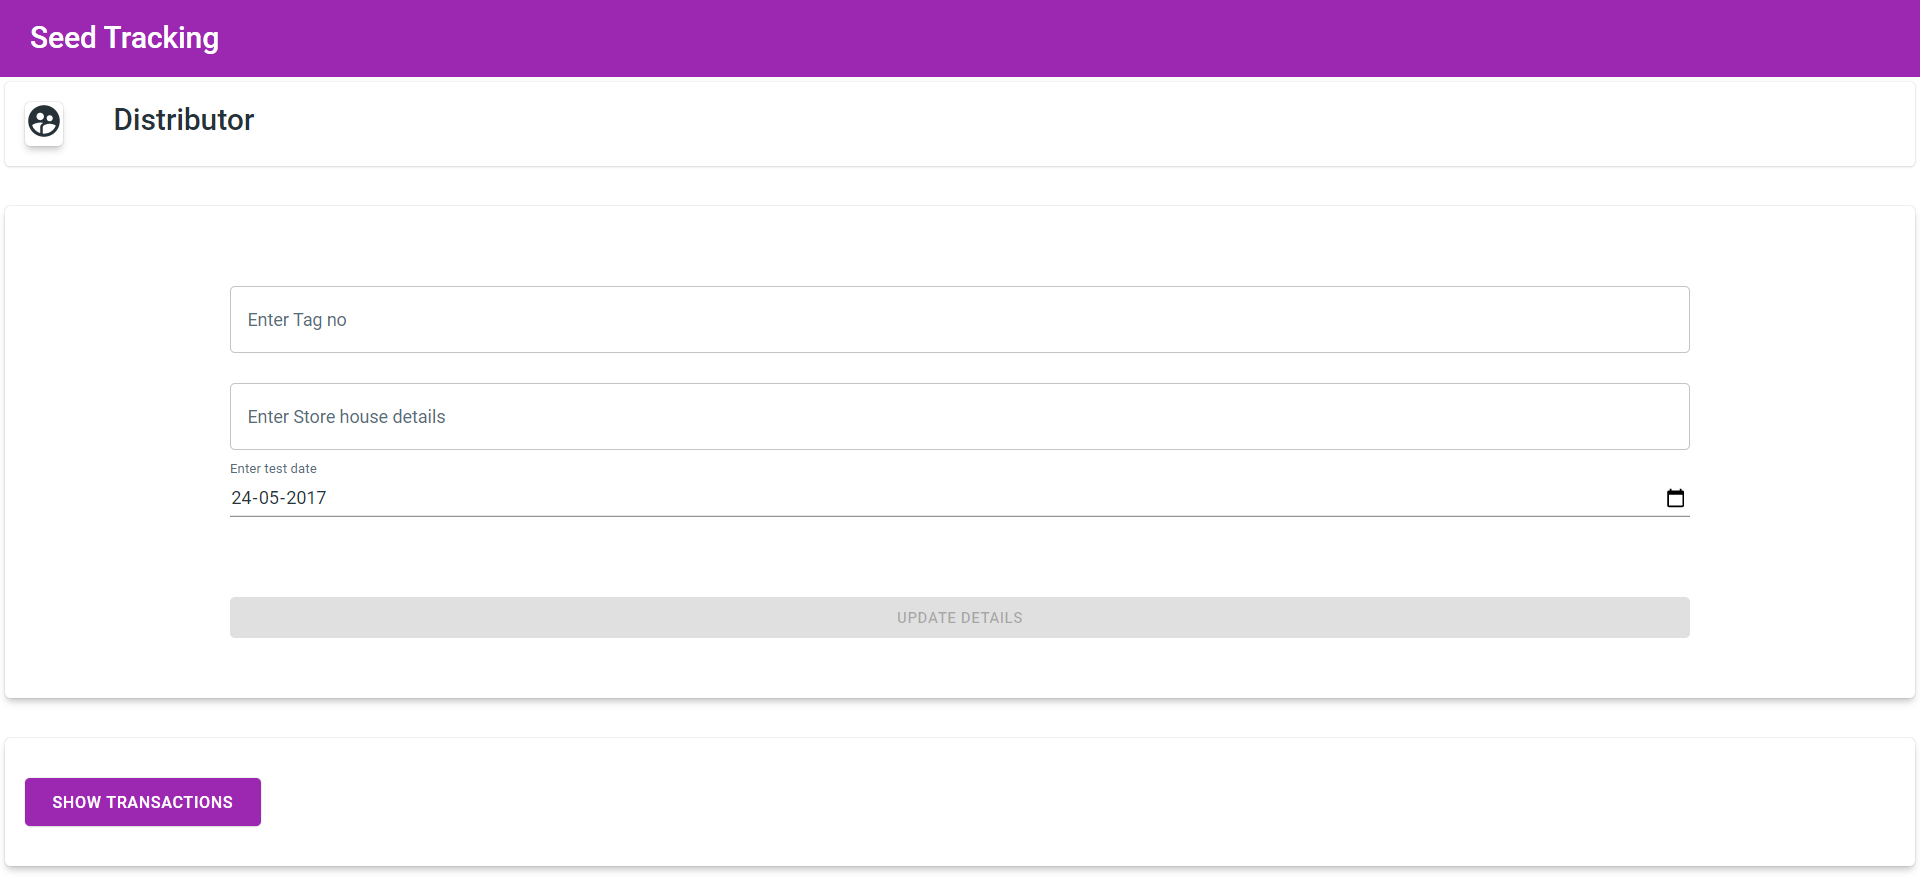 Seed Tracking
Distributor
Enter Tag no
Enter Store house details
Enter test date
24-05-2017
UPDATE DETAILS
SHOW TRANSACTIONS